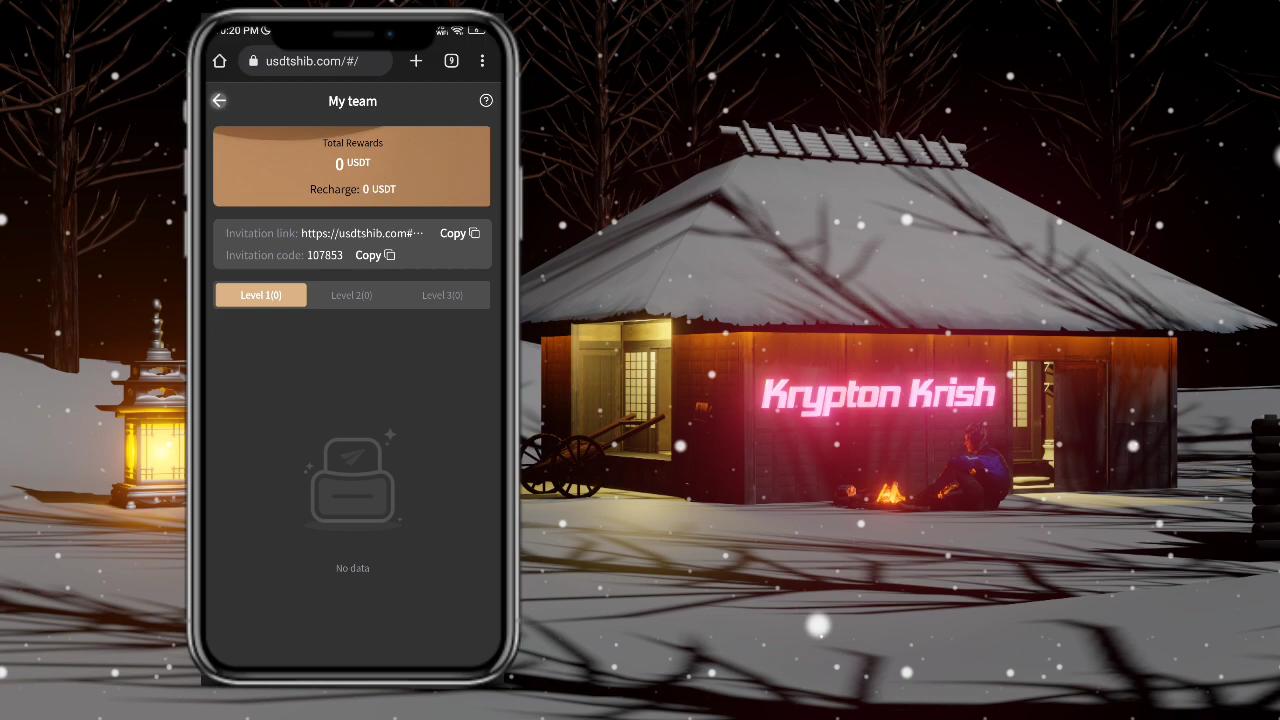 :20 PM
usdtshib.com/#/
9
My team
Total Rewards
0 USDT
Recharge: 0 USDT
Invitation link: https://usdtshib.com#··· Copy
Invitation code: 107853 Copy
Level 1(0) Level 2(0) Level 3(0)
No data
Krypton Krish